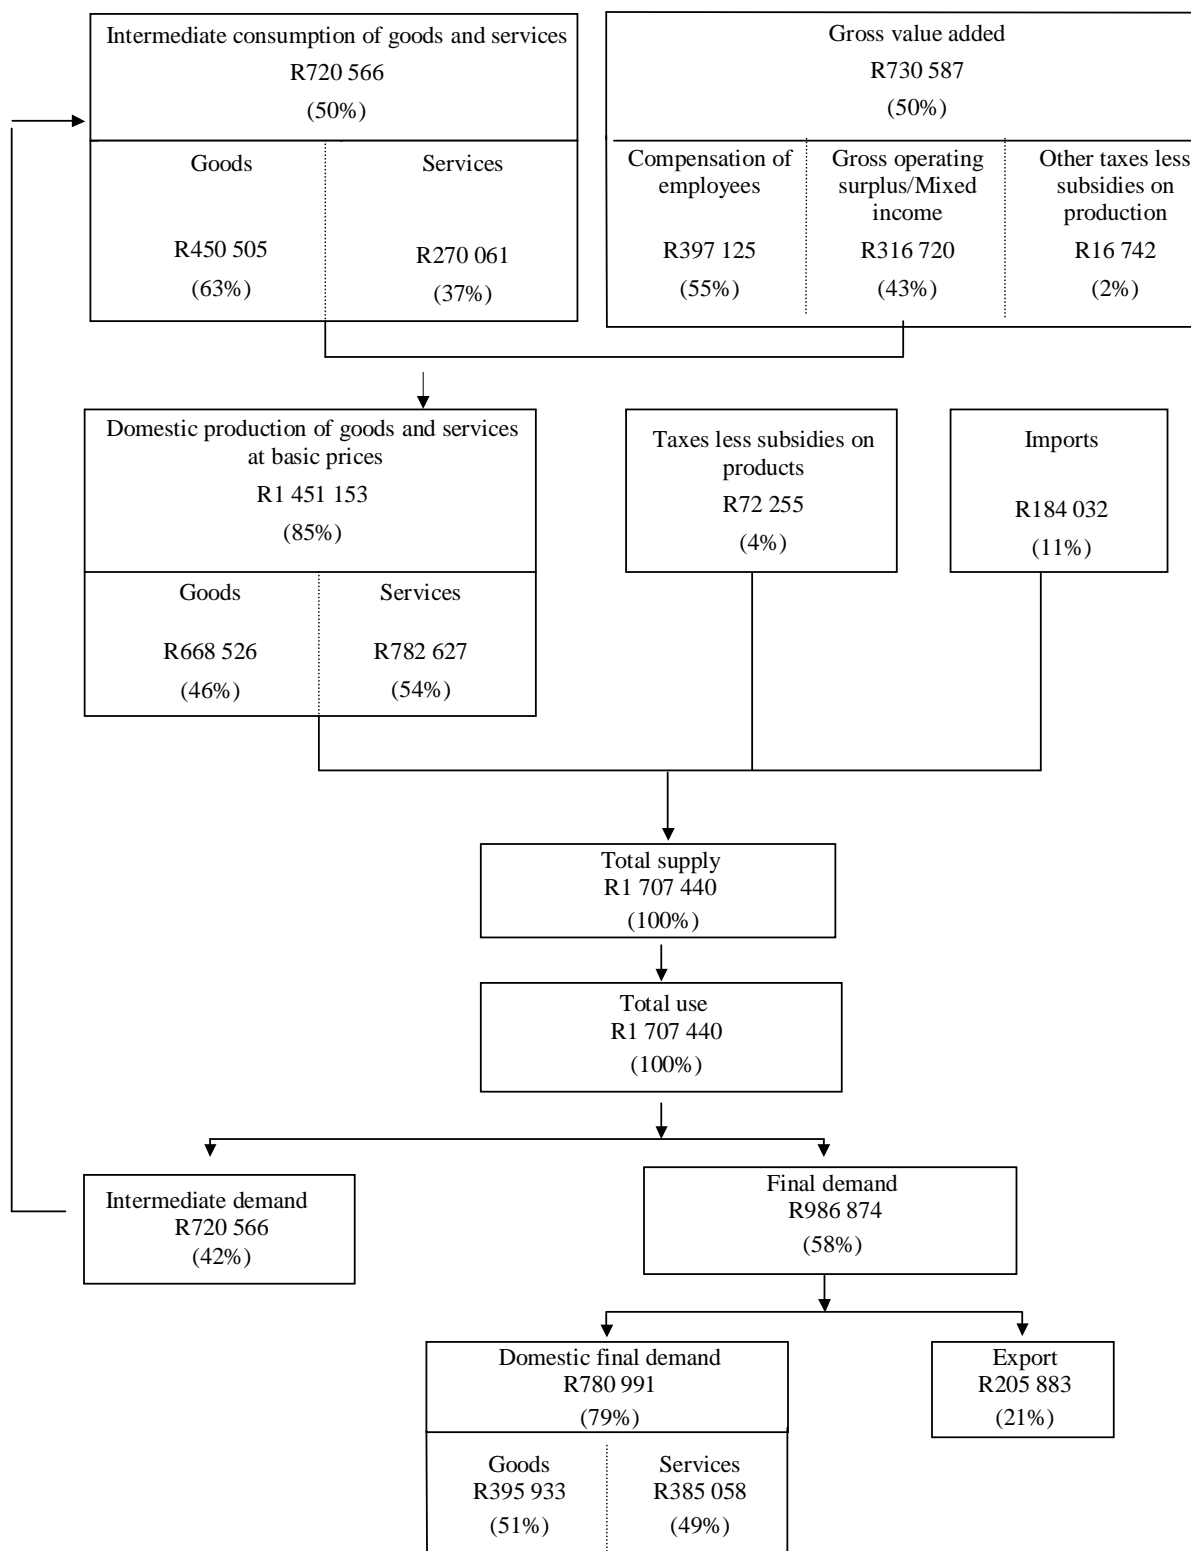 Intermediate consumption of goods and services
R720 566
(50%)
Goods
R450 505
(63%)
Services
R270 061
(37%)
Gross value added
R730 587
(50%)
Compensation of
employees
R397 125
(55%)
Gross operating
surplus/Mixed
income
R316 720
(43%)
Other taxes less
subsidies on
production
R16 742
(2%)
Domestic production of goods and services
at basic prices
R1 451 153
(85%)
Goods
R668 526
(46%)
Services
R782 627
(54%)
Taxes less subsidies on
products
R72 255
(4%)
Imports
R184 032
(11%)
Total supply
R1 707 440
(100%)
Total use
R1 707 440
(100%)
Intermediate demand
R720 566
(42%)
Final demand
R986 874
(58%)
Domestic final demand
R780 991
(79%)
Goods
R395 933
(51%)
Services
R385 058
(49%)
Export
R205 883
(21%)